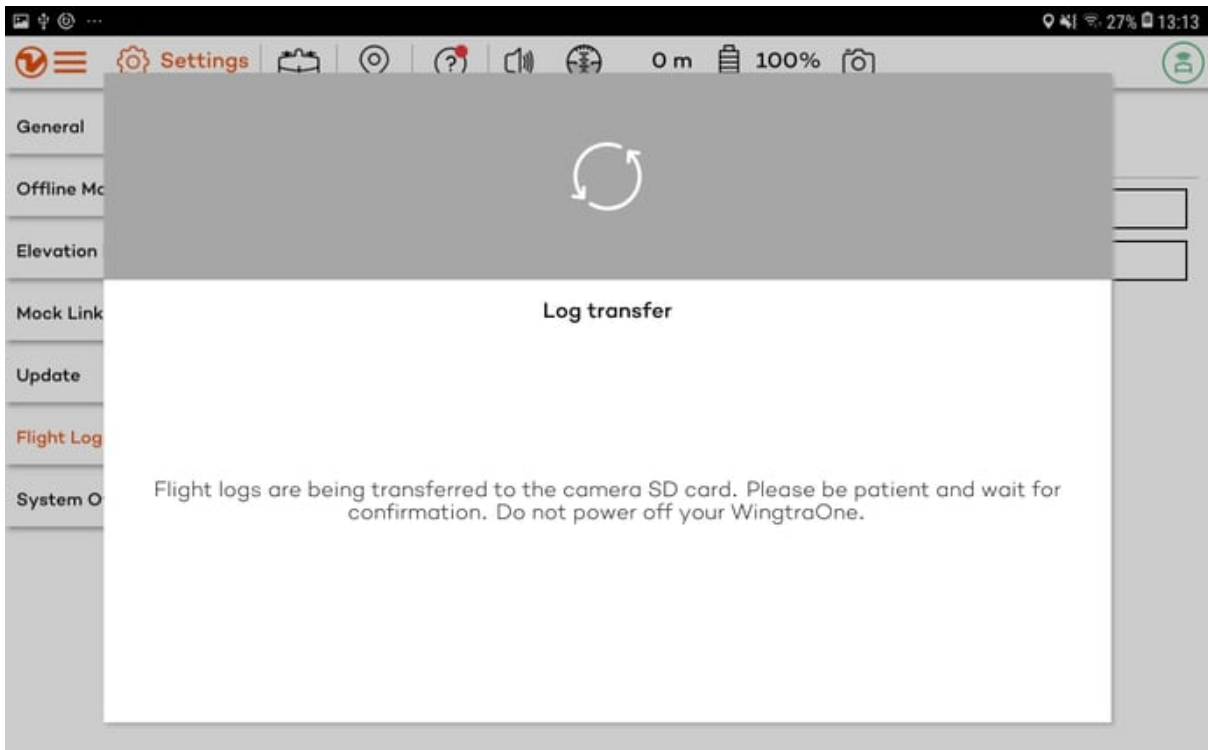 27% 13:13
Settings 0 m 100%
General
Offline Mo
Elevation
Mock Link
Update
Flight Log
System O
Log transfer
Flight logs are being transferred to the camera SD card. Please be patient and wait for
confirmation. Do not power off your WingtraOne.